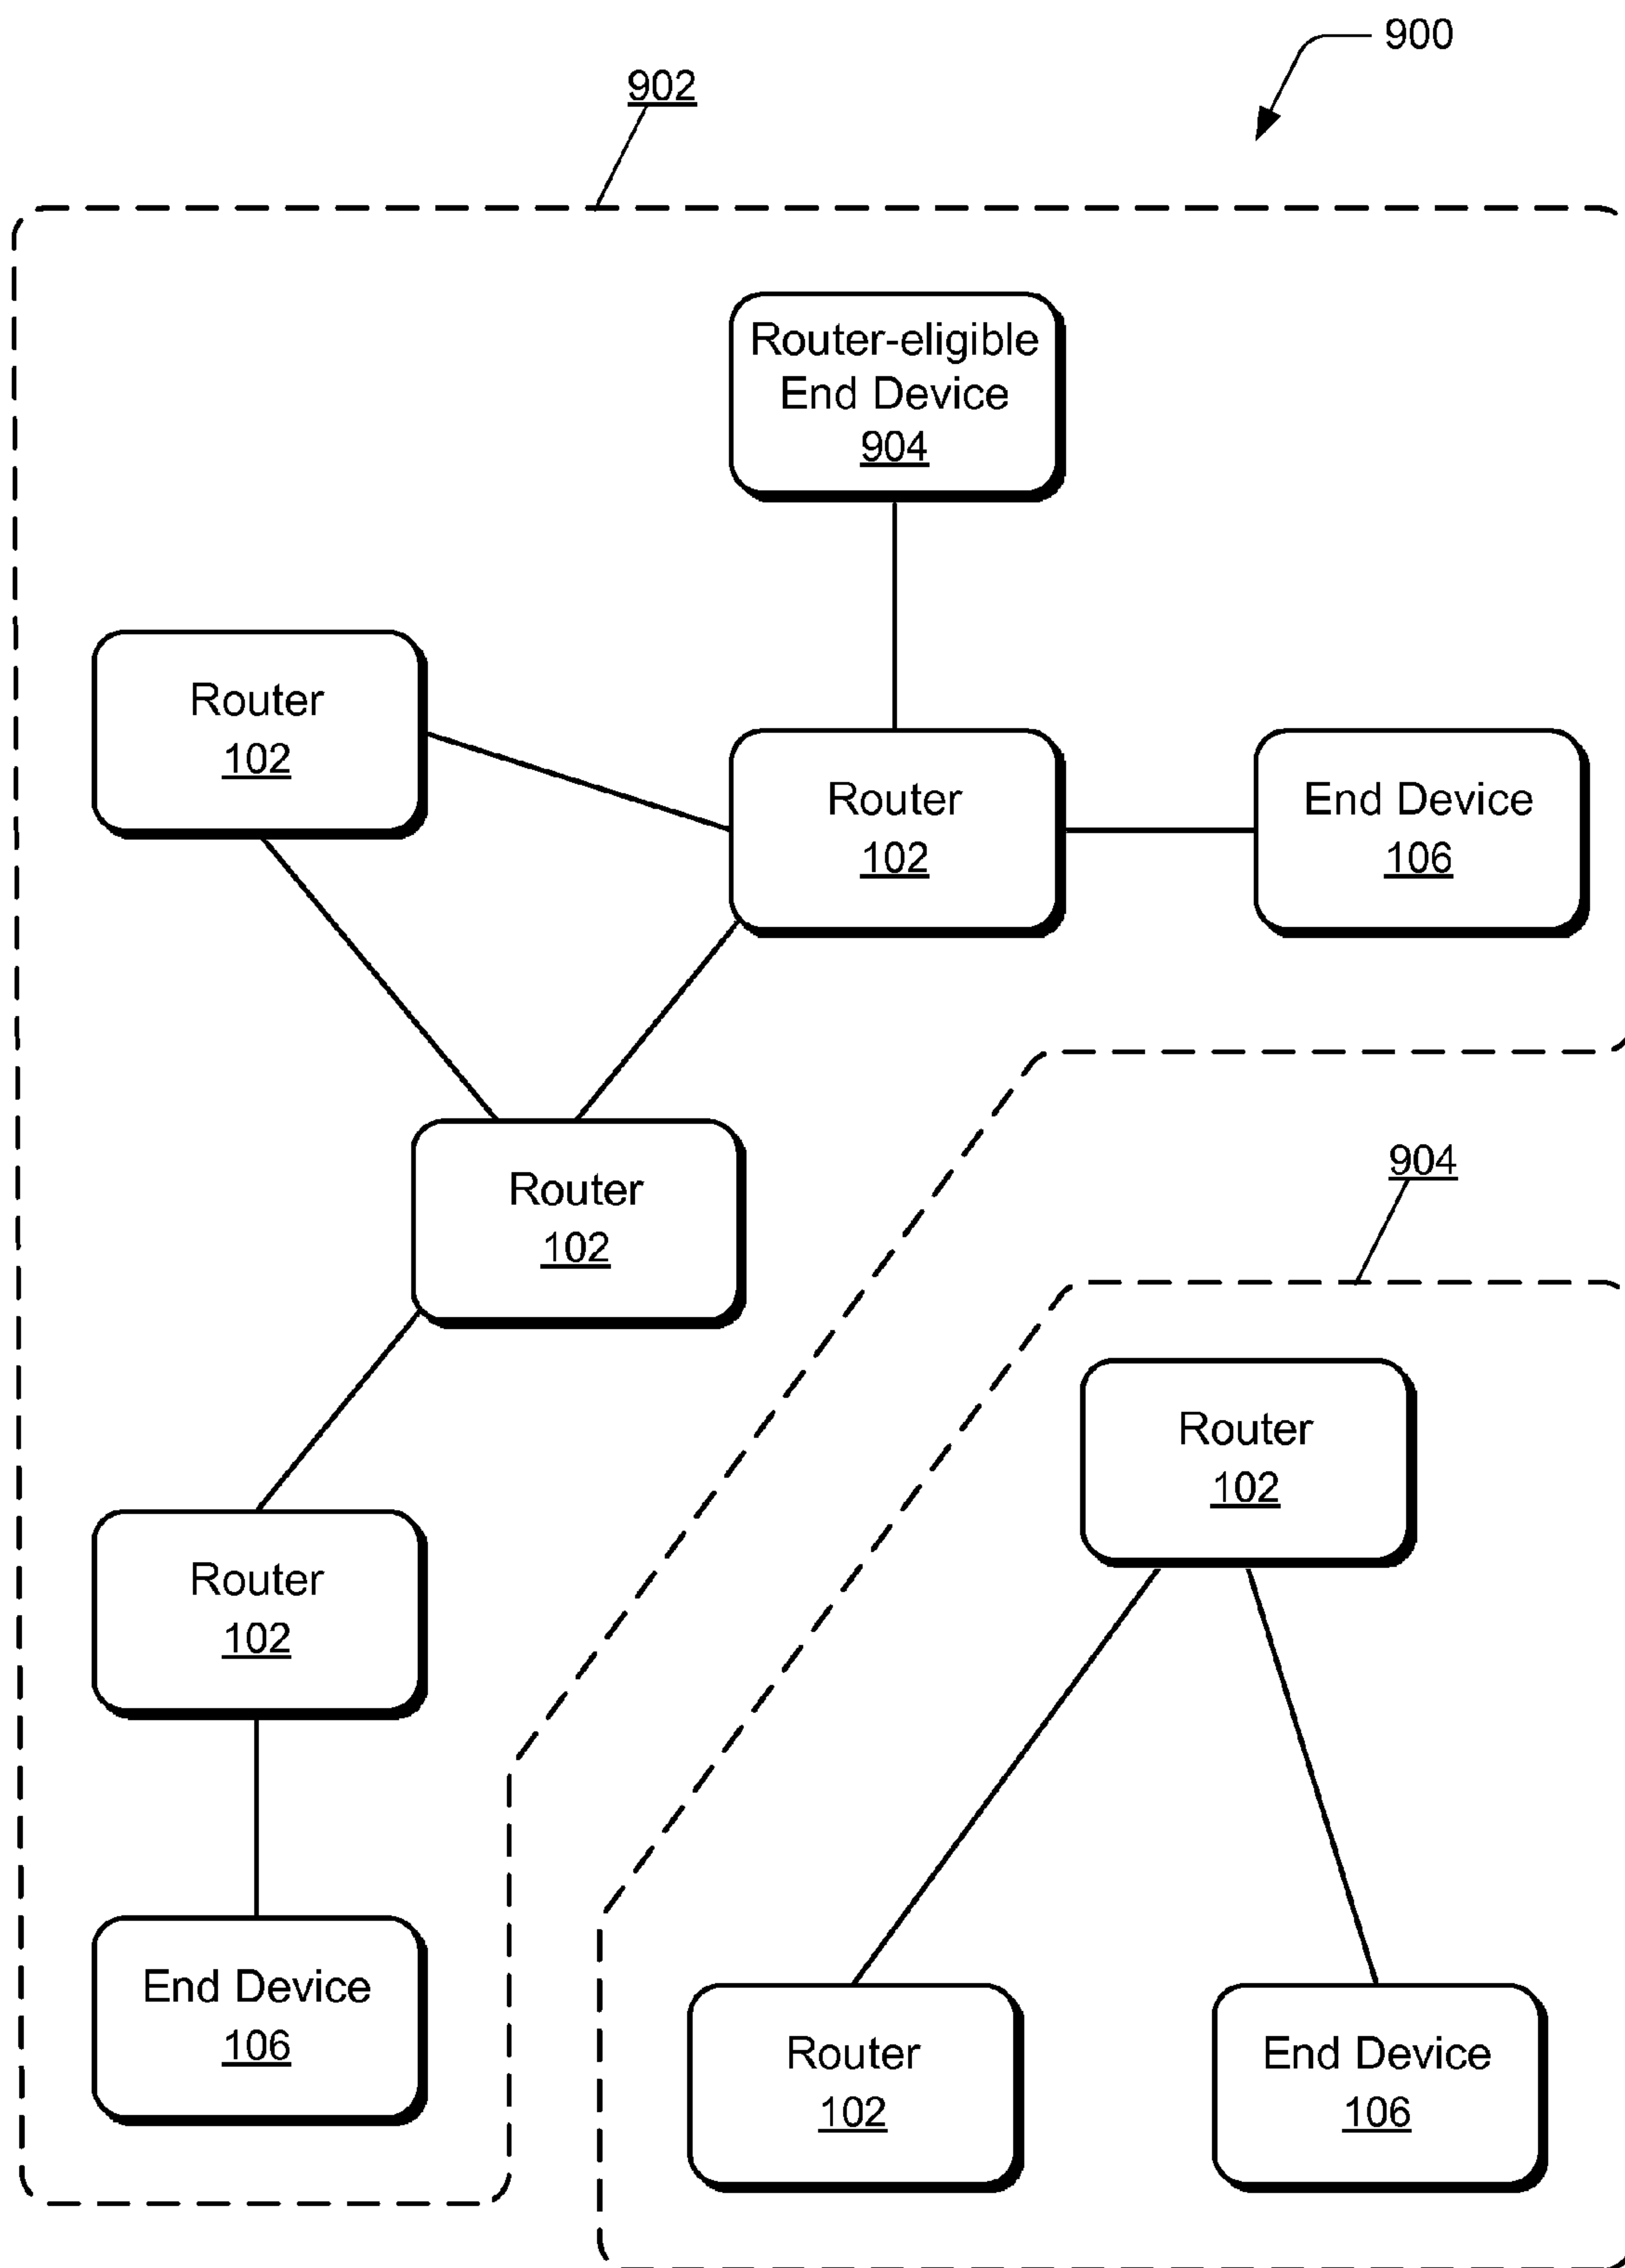 900
902
Router-eligible
End Device
904
Router
102
Router
102
End Device
106
Router
102
904
Router
102
Router
102
End Device
106
Router
102
End Device
106